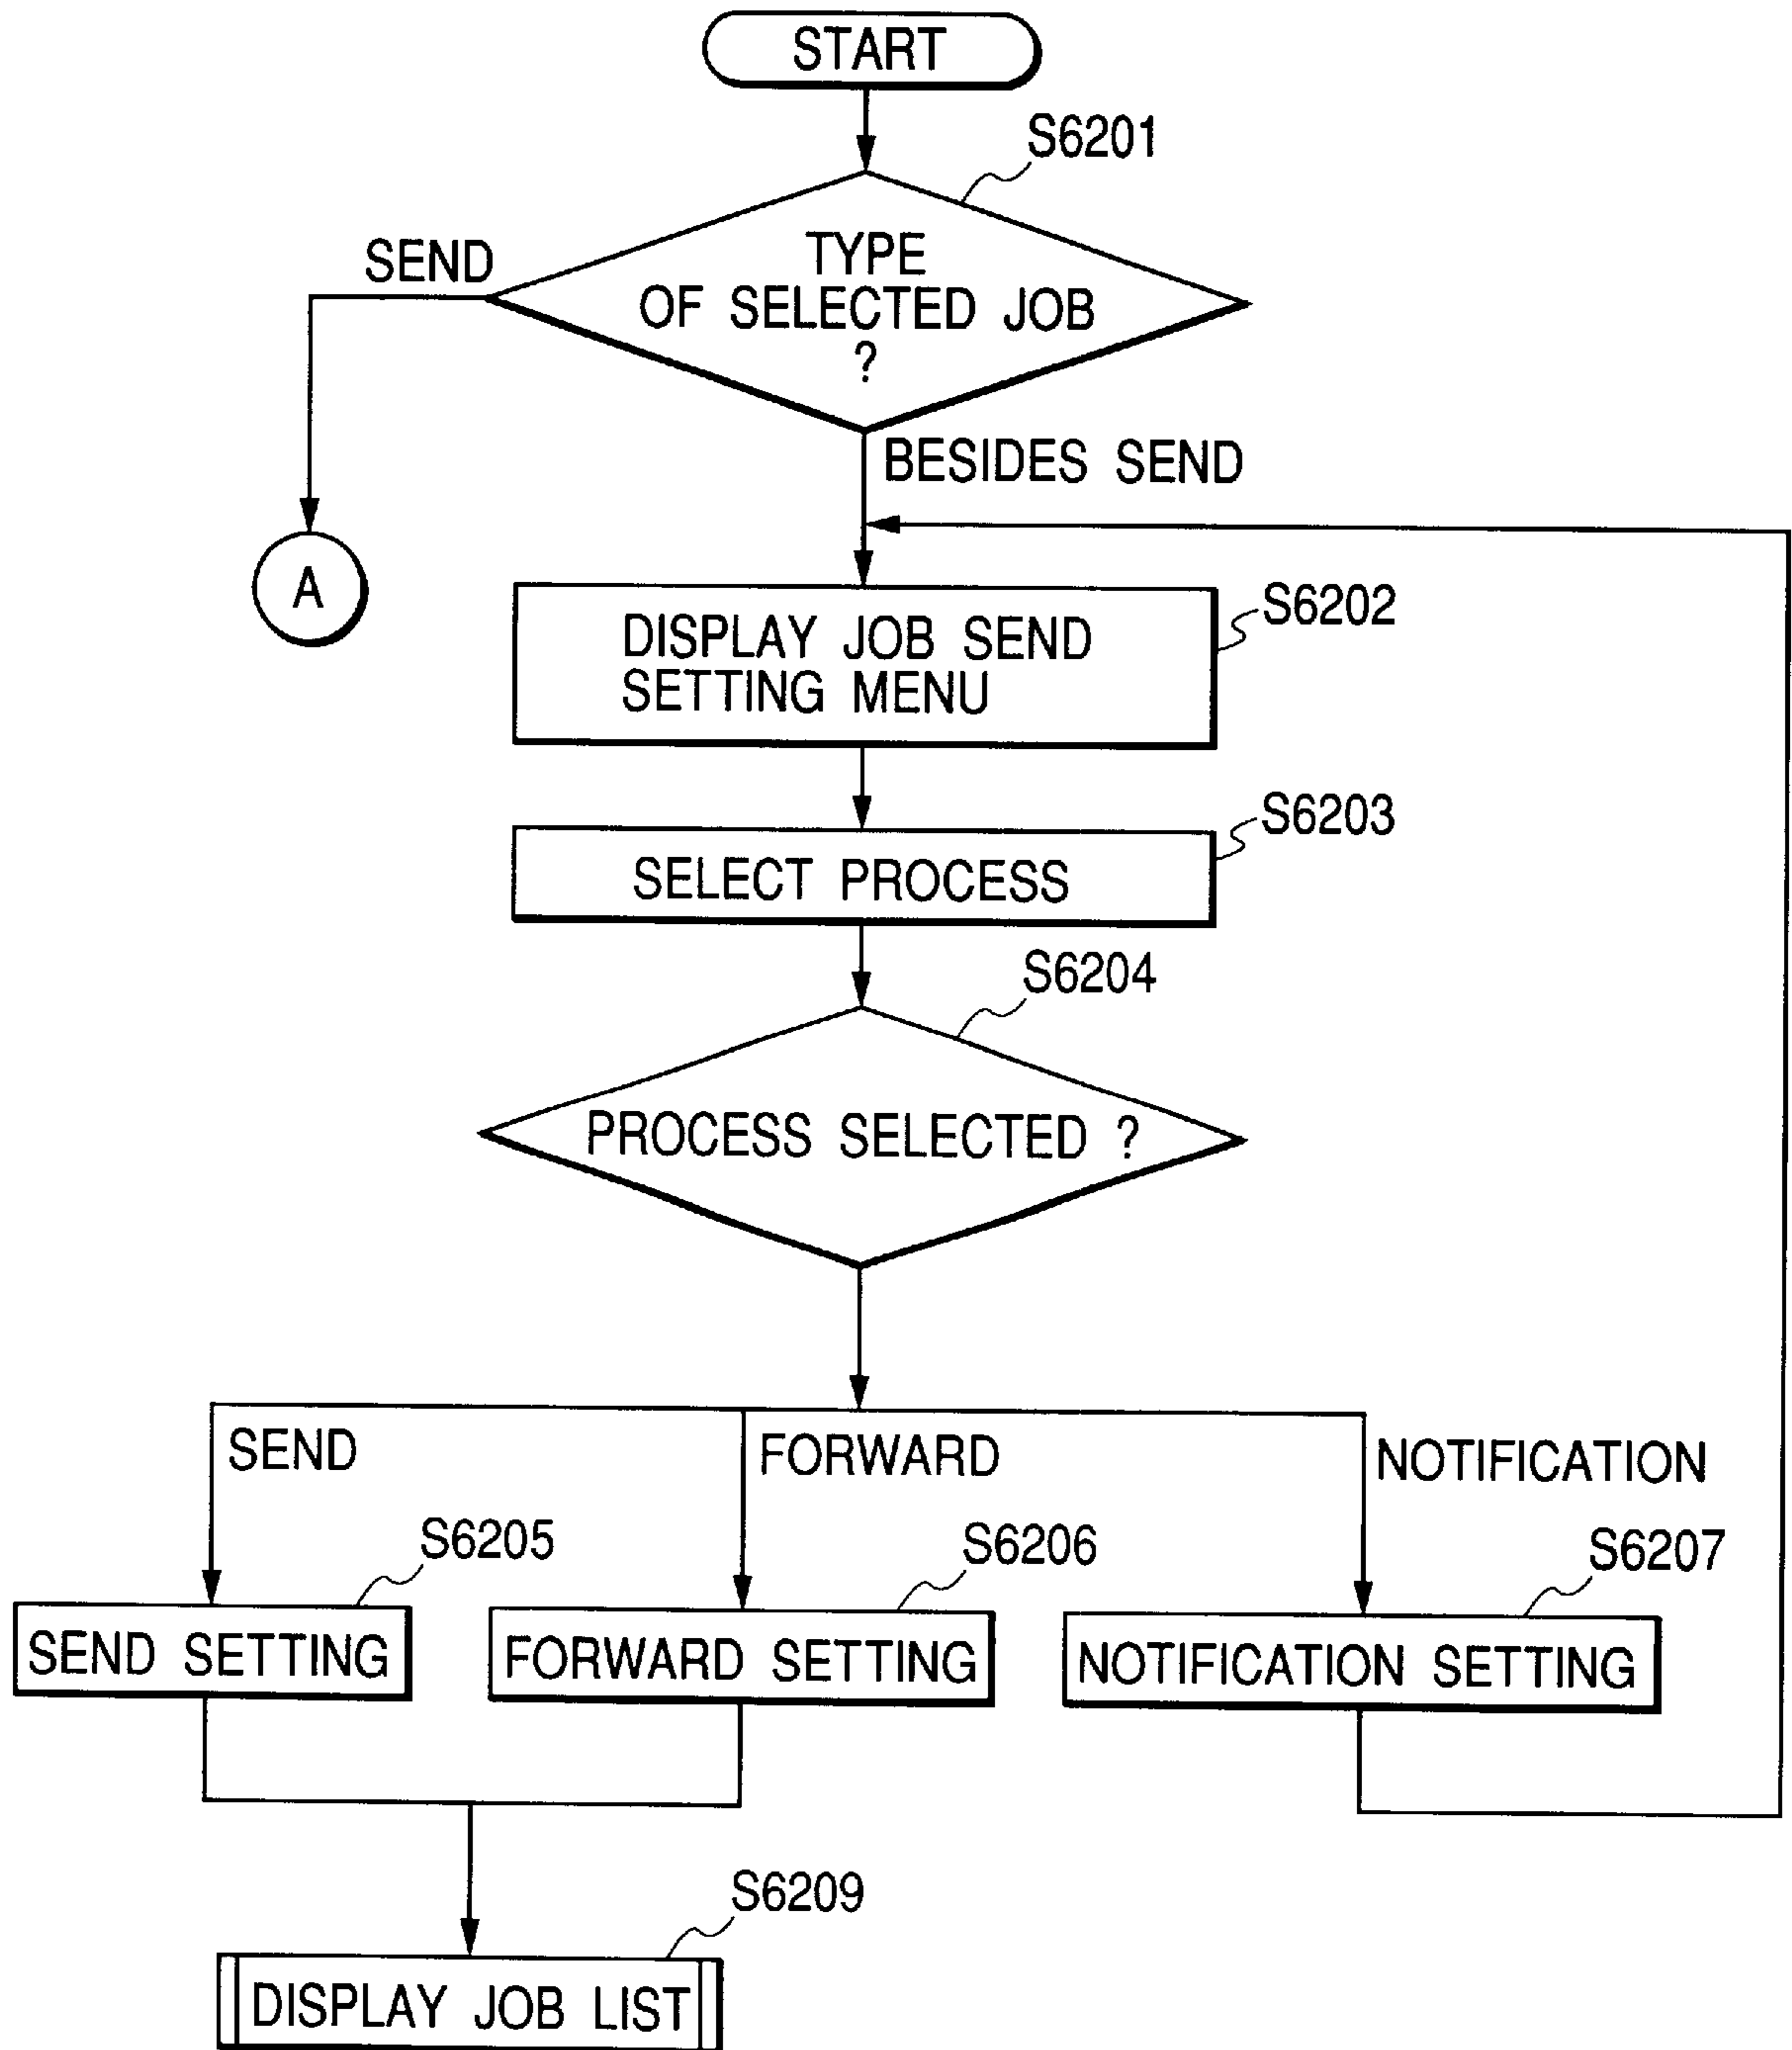 START
S6201
SEND
TYPE
OF SELECTED JOB
?
BESIDES SEND
A
S6202
DISPLAY JOB SEND
SETTING MENU
S6203
SELECT PROCESS
S6204
PROCESS SELECTED ?
SEND
FORWARD
NOTIFICATION
S6205
S6206
S6207
SEND SETTING
FORWARD SETTING
NOTIFICATION SETTING
S6209
DISPLAY JOB LIST